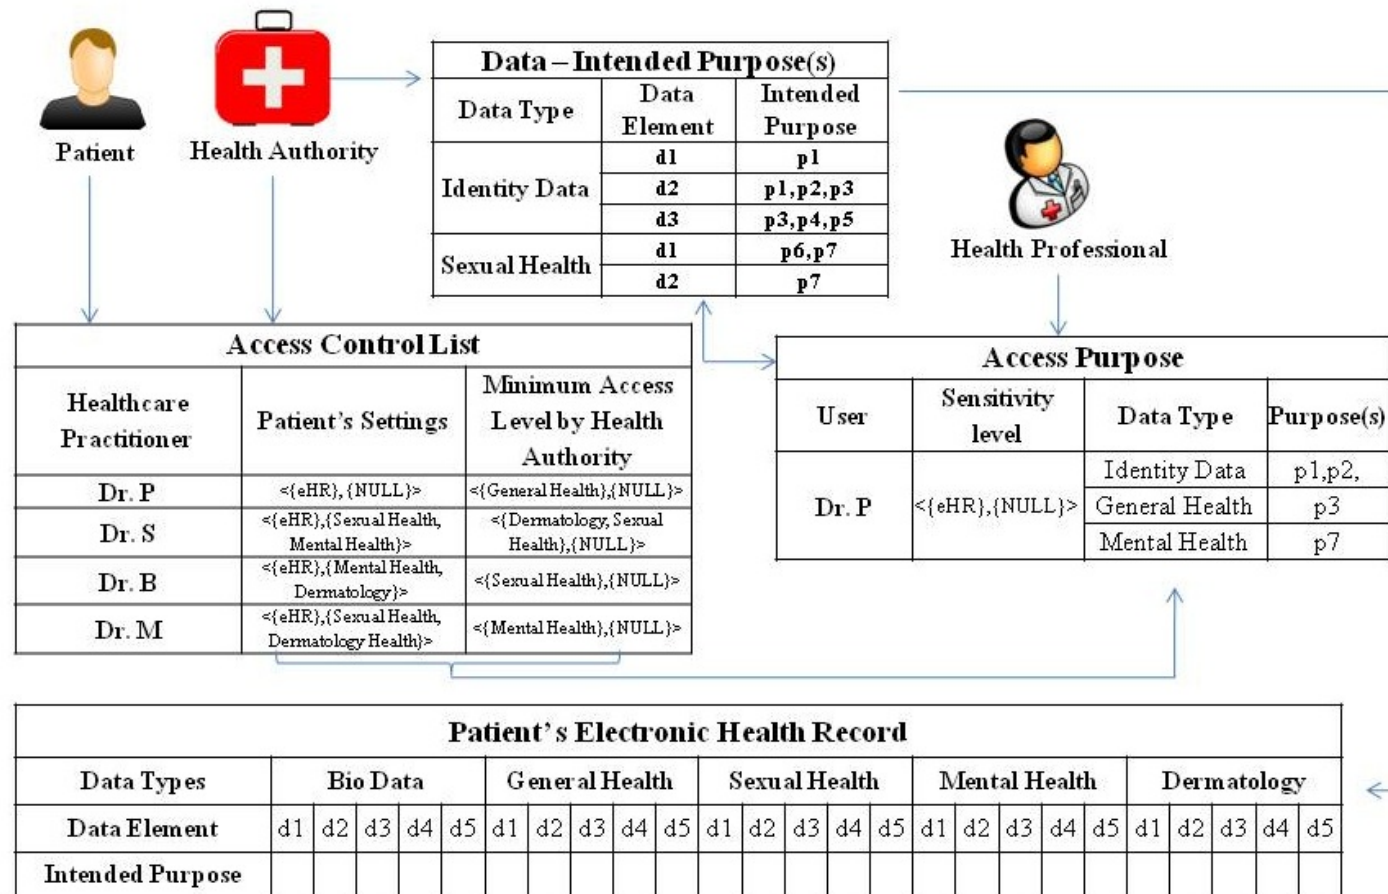 Patient
Health Authority
Data – Intended Purpose(s)
Data Type
Data
Element
Intended
Purpose
Identity Data
d1
p1
d2
p1,p2,p3
d3
p3,p4,p5
Sexual Health
d1
p6,p7
d2
p7
Health Professional
Access Control List
Healthcare
Practitioner
Patient's Settings
Minimum Access
Level by Health
Authority
Dr. P
<{eHR},{NULL}>
<{General Health},{NULL}>
Dr. S
<{eHR},{Sexual Health,
Mental Health}>
<{Dermatology, Sexual
Health},{NULL}>
Dr. B
<{eHR},{Mental Health,
Dermatology}>
<{Sexual Health},{NULL}>
Dr. M
<{eHR},{Sexual Health,
Dermatology Health}>
<{Mental Health},{NULL}>
Access Purpose
User
Sensitivity
level
Data Type
Purpose(s)
Dr. P
<{eHR},{NULL}>
Identity Data
p1,p2,
General Health
p3
Mental Health
p7
Patient's Electronic Health Record
Data Types
Bio Data
General Health
Sexual Health
Mental Health
Dermatology
Data Element
d1 d2 d3 d4 d5 d1 d2 d3 d4 d5 d1 d2 d3 d4 d5 d1 d2 d3 d4 d5 d1 d2 d3 d4 d5
Intended Purpose